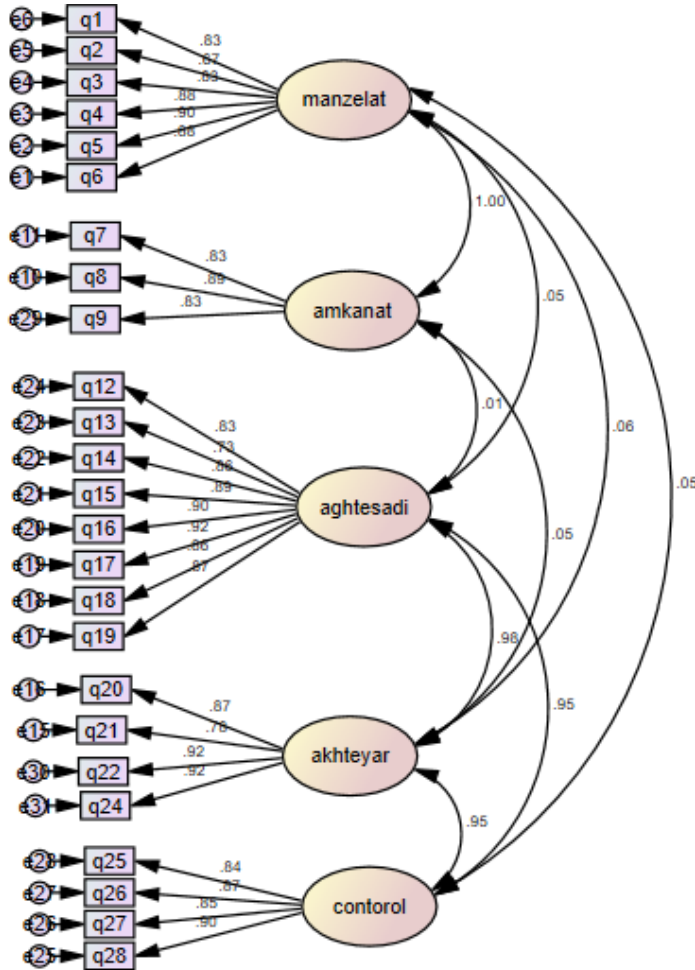 e6 q1
e5 q2
e4 q3
e3 q4
e2 q5
e1 q6
.83
.87
.83
.88
.90
.88
manzelat
1.00
.05
.06
.05
e11 q7
e10 q8
e29 q9
.83
.89
.83
amkanat
.01
.05
e24 q12
e23 q13
e22 q14
e21 q15
e20 q16
e19 q17
e18 q18
e17 q19
.83
.73
.89
.90
.92
.86
.87
aghtesadi
.98
.95
e16 q20
e15 q21
e30 q22
e31 q24
.87
.92
.92
akhteyar
.95
e28 q25
e27 q26
e26 q27
e25 q28
.84
.87
.85
.90
contorol